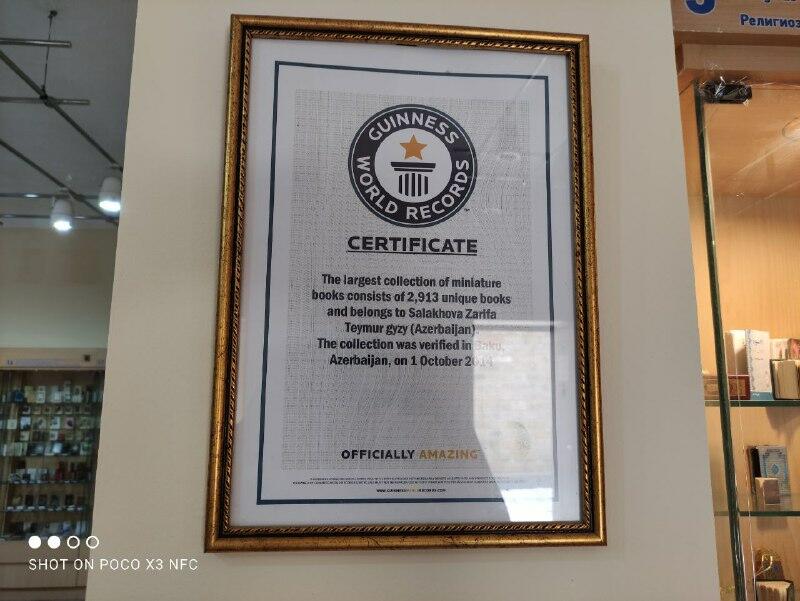 Религиоз
GUINNESS
WORLD RECORDS
CERTIFICATE
The largest collection of miniature
books consists of 2,913 unique books
and belongs to Salakhova Zarifa
Teymur gyzy (Azerbaijan).
The collection was verified in Baku,
Azerbaijan, on 1 October 2014
OFFICIALLY AMAZING
SHOT ON POCO X3 NFC